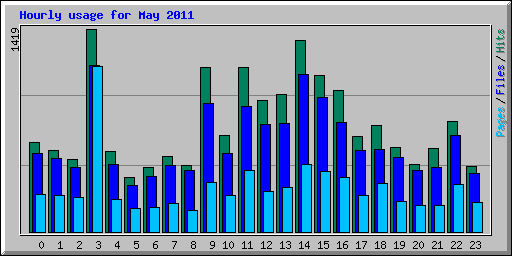 Hourly usage for May 2011
1419
Pages/Files/Hits
0 1 2 3 4 5 6 7 8 9 10 11 12 13 14 15 16 17 18 19 20 21 22 23